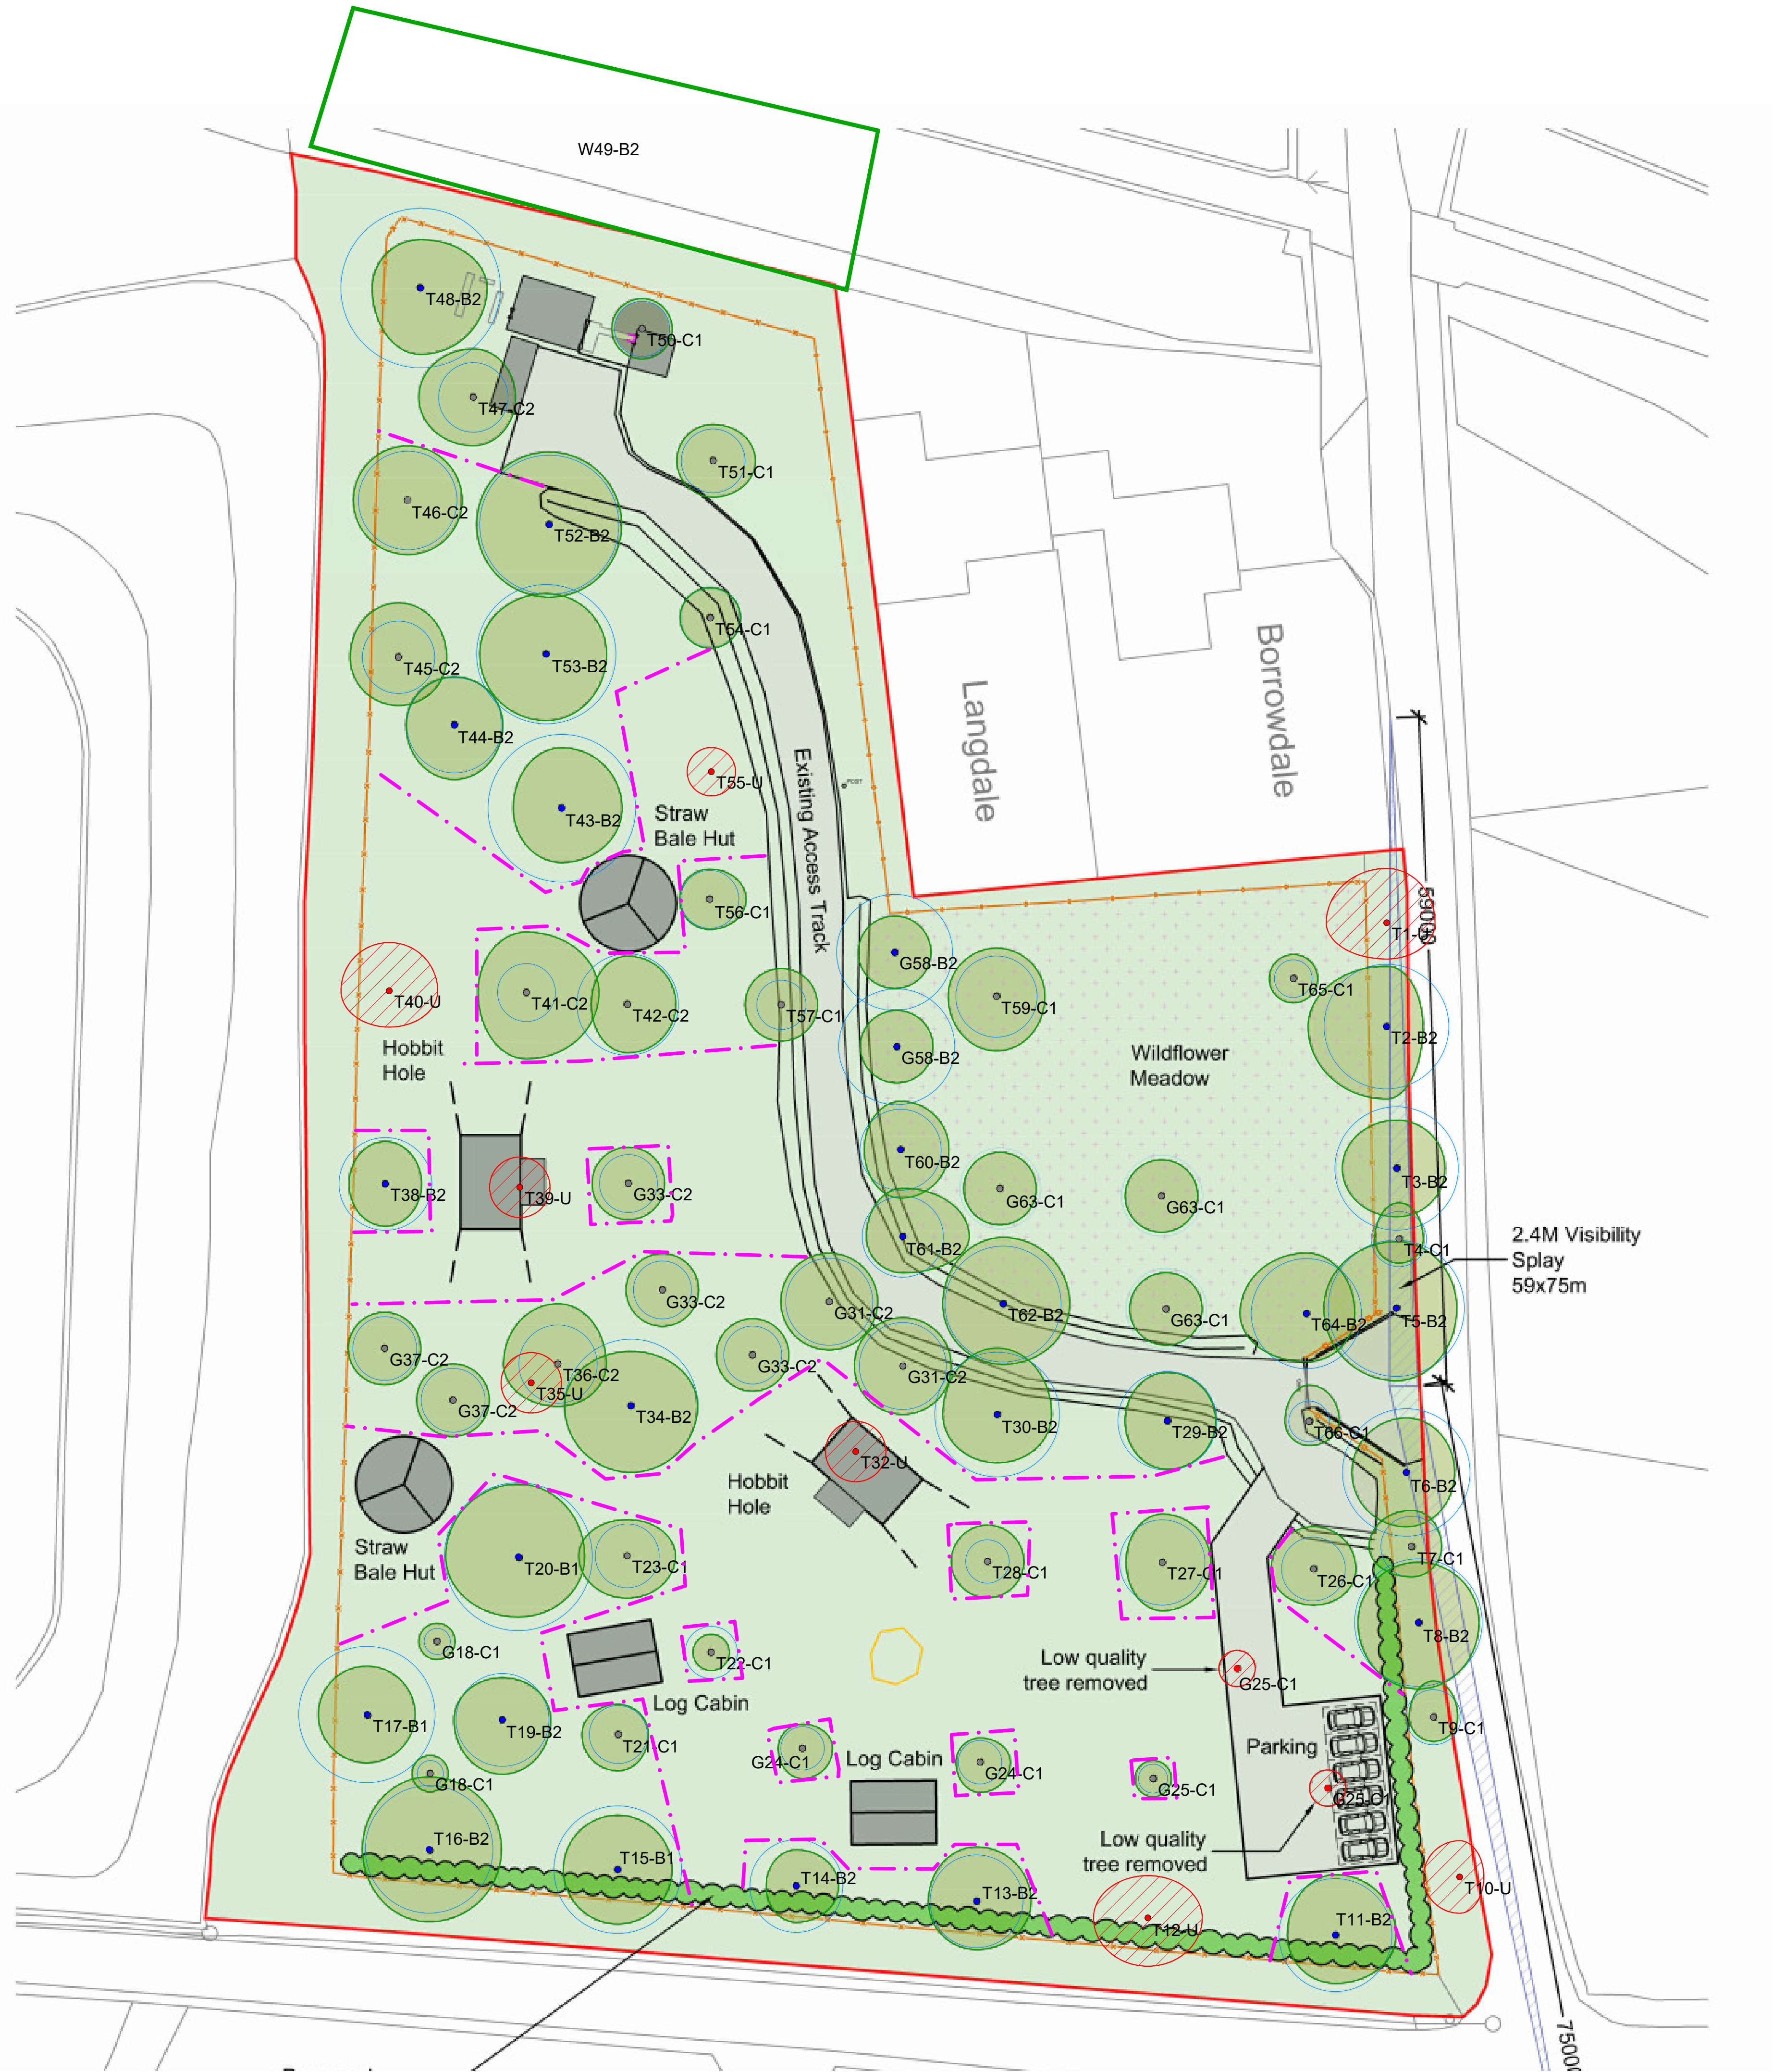 W49-B2
T48-B2
T50-C1
T47-C2
T51-C1
T46-C2
T52-B2
T54-C1
T45-C2
T53-B2
T44-B2
Langdale
Borrowdale
T55-U
Existing Access Track
POST
Straw
Bale Hut
T43-B2
T56-C1
59000
T1-U
G58-B2
T40-U
T41-C2
T42-C2
T57-C1
T59-C1
T65-C1
T2-B2
Hobbit
Hole
G58-B2
Wildflower
Meadow
T60-B2
T3-B2
T38-B2
T39-U
G33-C2
G63-C1
G63-C1
T61-B2
T4-C1
2.4M Visibility
Splay
59x75m
G33-C2
G31-C2
T62-B2
G63-C1
T64-B2
T5-B2
G37-C2
T36-C2
G33-C2
G31-C2
T35-U
G37-C2
T34-B2
T30-B2
T29-B2
T66-C1
T32-U
Hobbit
Hole
T6-B2
Straw
Bale Hut
T20-B1
T23-C1
T28-C1
T27-C1
T26-C1
T7-C1
G18-C1
T22-C1
T8-B2
Low quality
tree removed
G25-C1
Log Cabin
T17-B1
T19-B2
T21-C1
T9-C1
G24-C1
Log Cabin
G24-C1
Parking
G18-C1
G25-C1
G25-C1
Low quality
tree removed
T16-B2
T15-B1
T14-B2
T13-B2
T12-U
T11-B2
T10-U